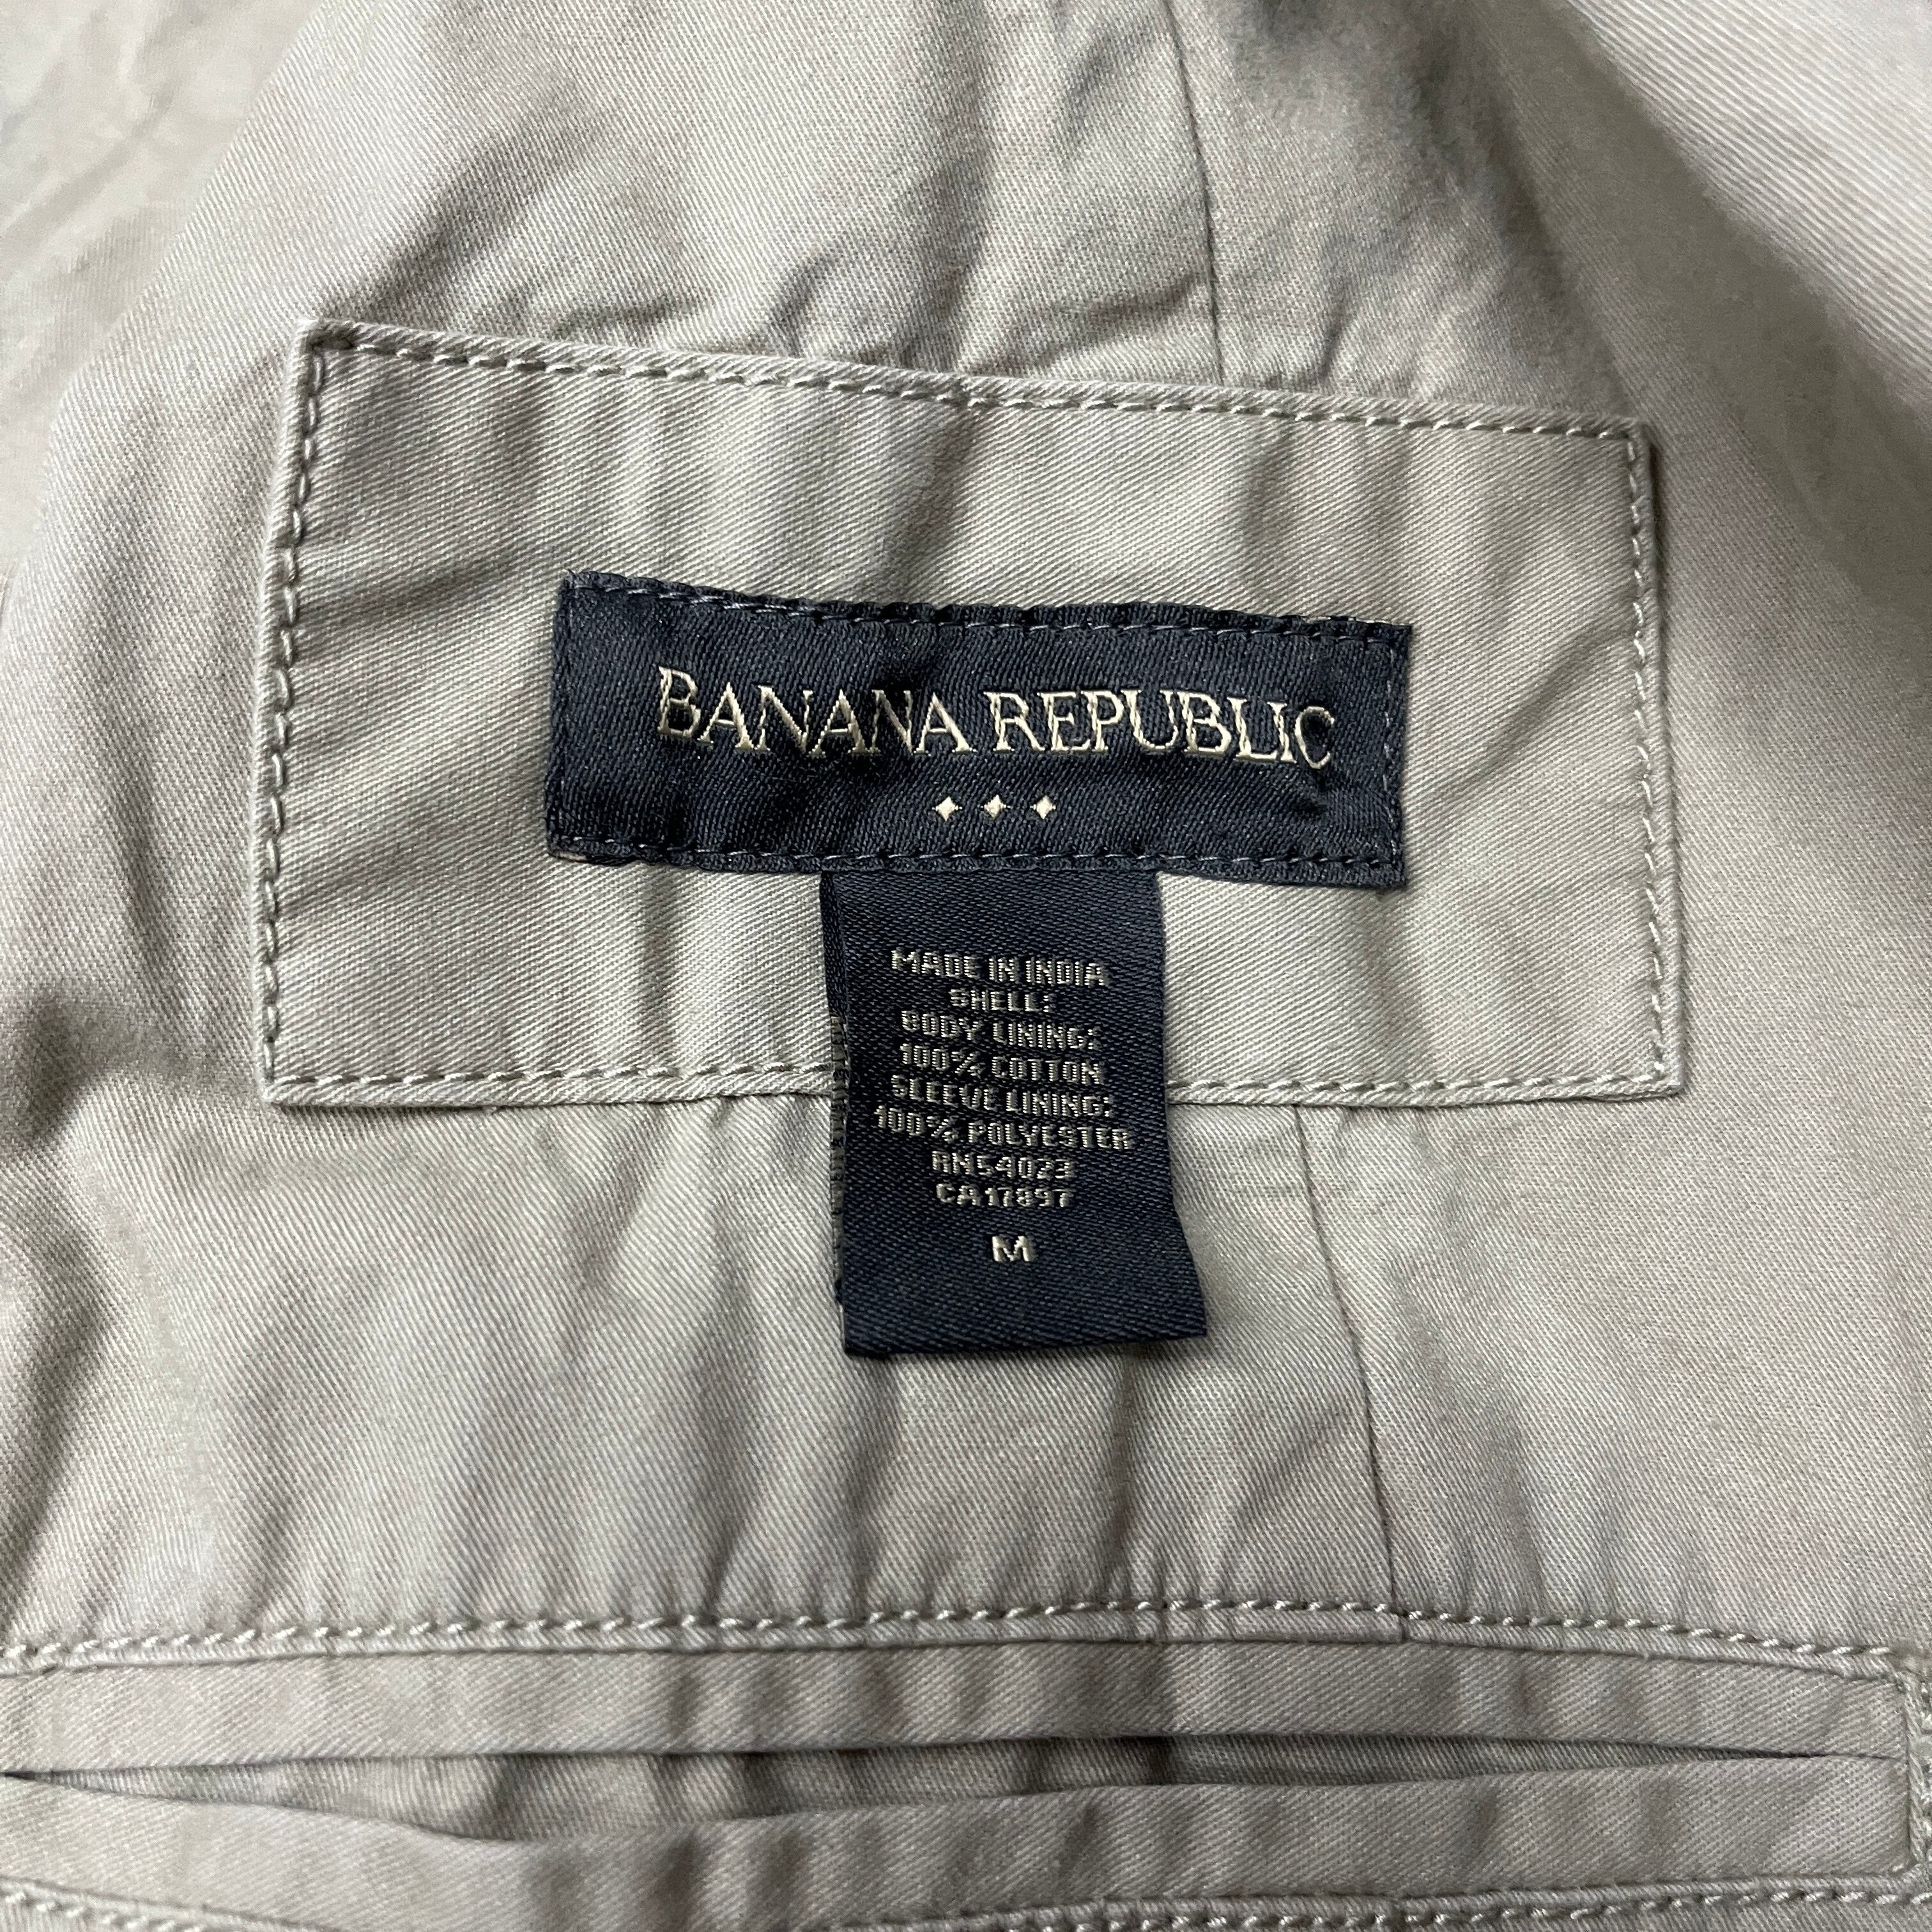 BANANA REPUBLIC
MADE IN INDIA
SHELL:
BODY LINING:
100% COTTON
SLEEVE LINING:
100% POLYESTER
RN54023
CA17897
M